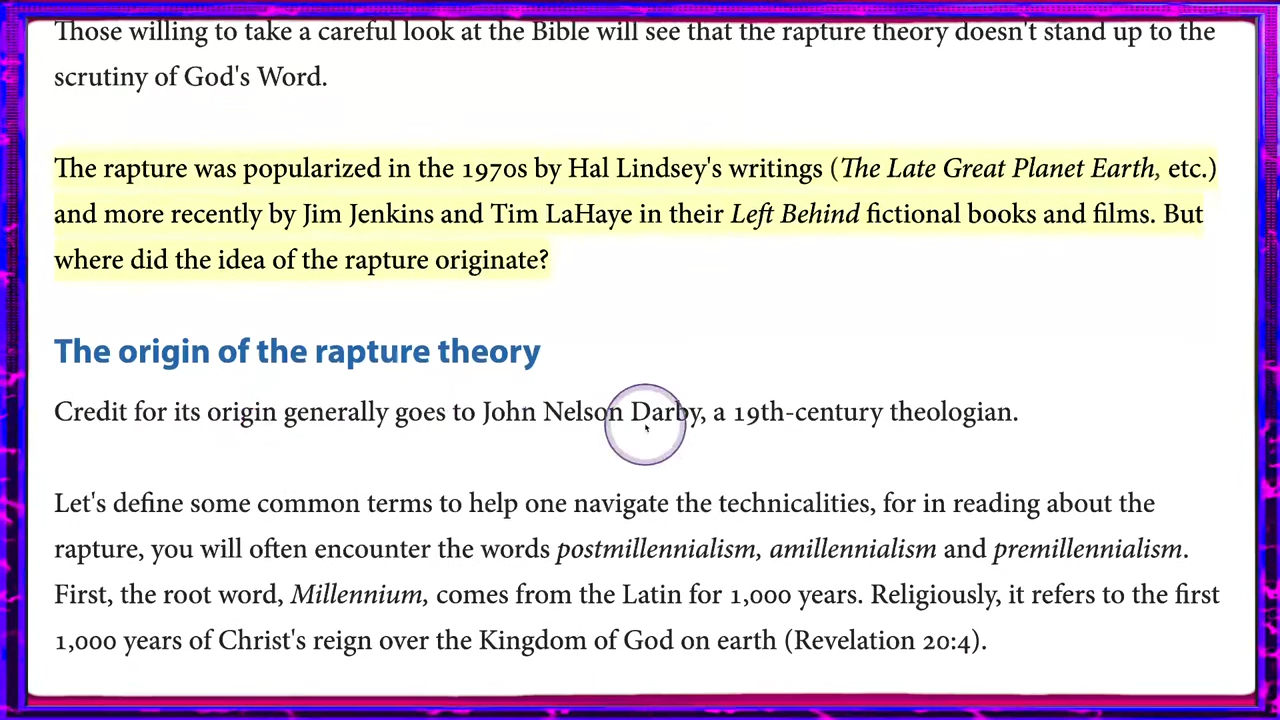 Those willing to take a careful look at the Bible will see that the rapture theory doesn't stand up to the
scrutiny of God's Word.
The rapture was popularized in the 1970s by Hal Lindsey's writings (The Late Great Planet Earth, etc.)
and more recently by Jim Jenkins and Tim LaHaye in their Left Behind fictional books and films. But
where did the idea of the rapture originate?
The origin of the rapture theory
Credit for its origin generally goes to John Nelson Darby, a 19th-century theologian.
Let's define some common terms to help one navigate the technicalities, for in reading about the
rapture, you will often encounter the words postmillennialism, amillennialism and premillennialism.
First, the root word, Millennium, comes from the Latin for 1,000 years. Religiously, it refers to the first
1,000 years of Christ's reign over the Kingdom of God on earth (Revelation 20:4).